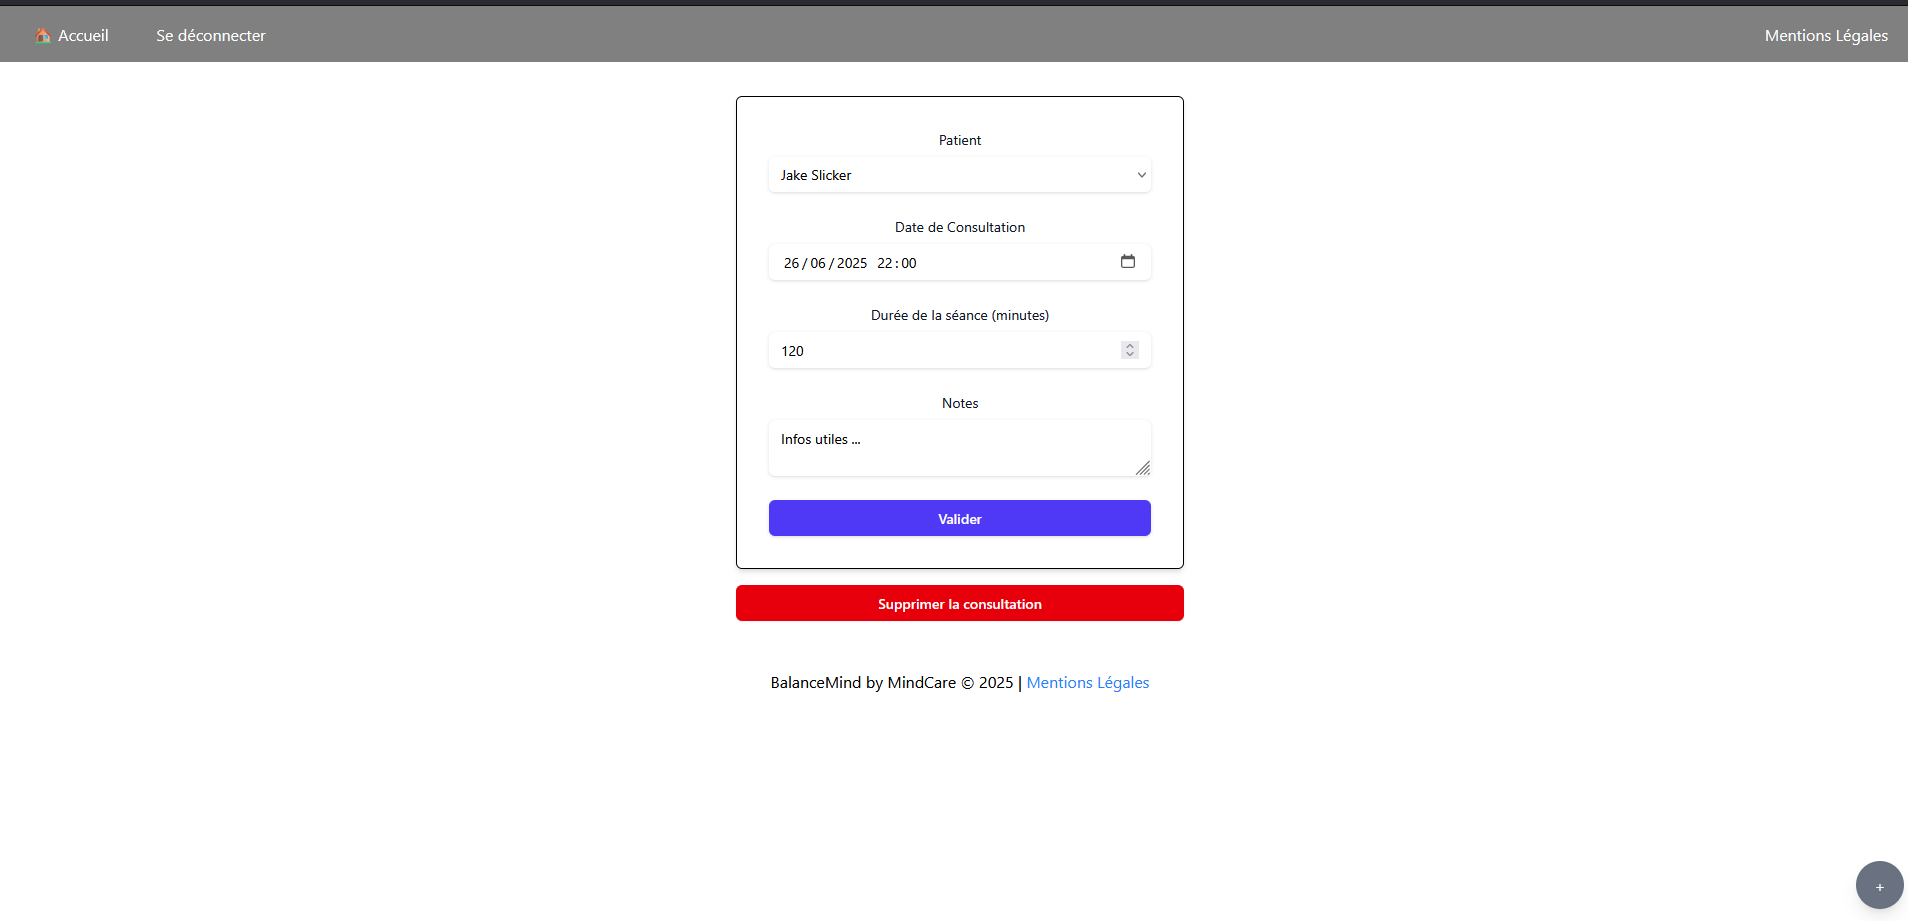 Accueil Se déconnecter Mentions Légales
Patient
Jake Slicker
Date de Consultation
26/06/2025 22:00
Durée de la séance (minutes)
120
Notes
Infos utiles ...
Valider
Supprimer la consultation
BalanceMind by MindCare © 2025 | Mentions Légales
+